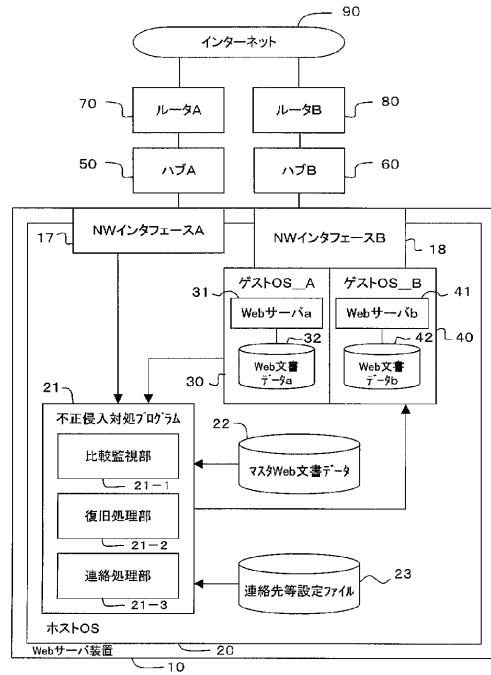 90
インターネット
70
ルータA
ルータB
80
50
ハブA
ハブB
60
17
NWインタフェースA
NWインタフェースB
18
ゲストOS__A
ゲストOS__B
31
Webサーバa
Webサーバb
41
32
42
40
Web文書
データa
Web文書
データb
30
21
不正侵入対処プログラム
22
比較監視部
21-1
マスタWeb文書データ
復旧処理部
21-2
連絡処理部
21-3
連絡先等設定ファイル
23
ホストOS
20
Webサーバ装置
10